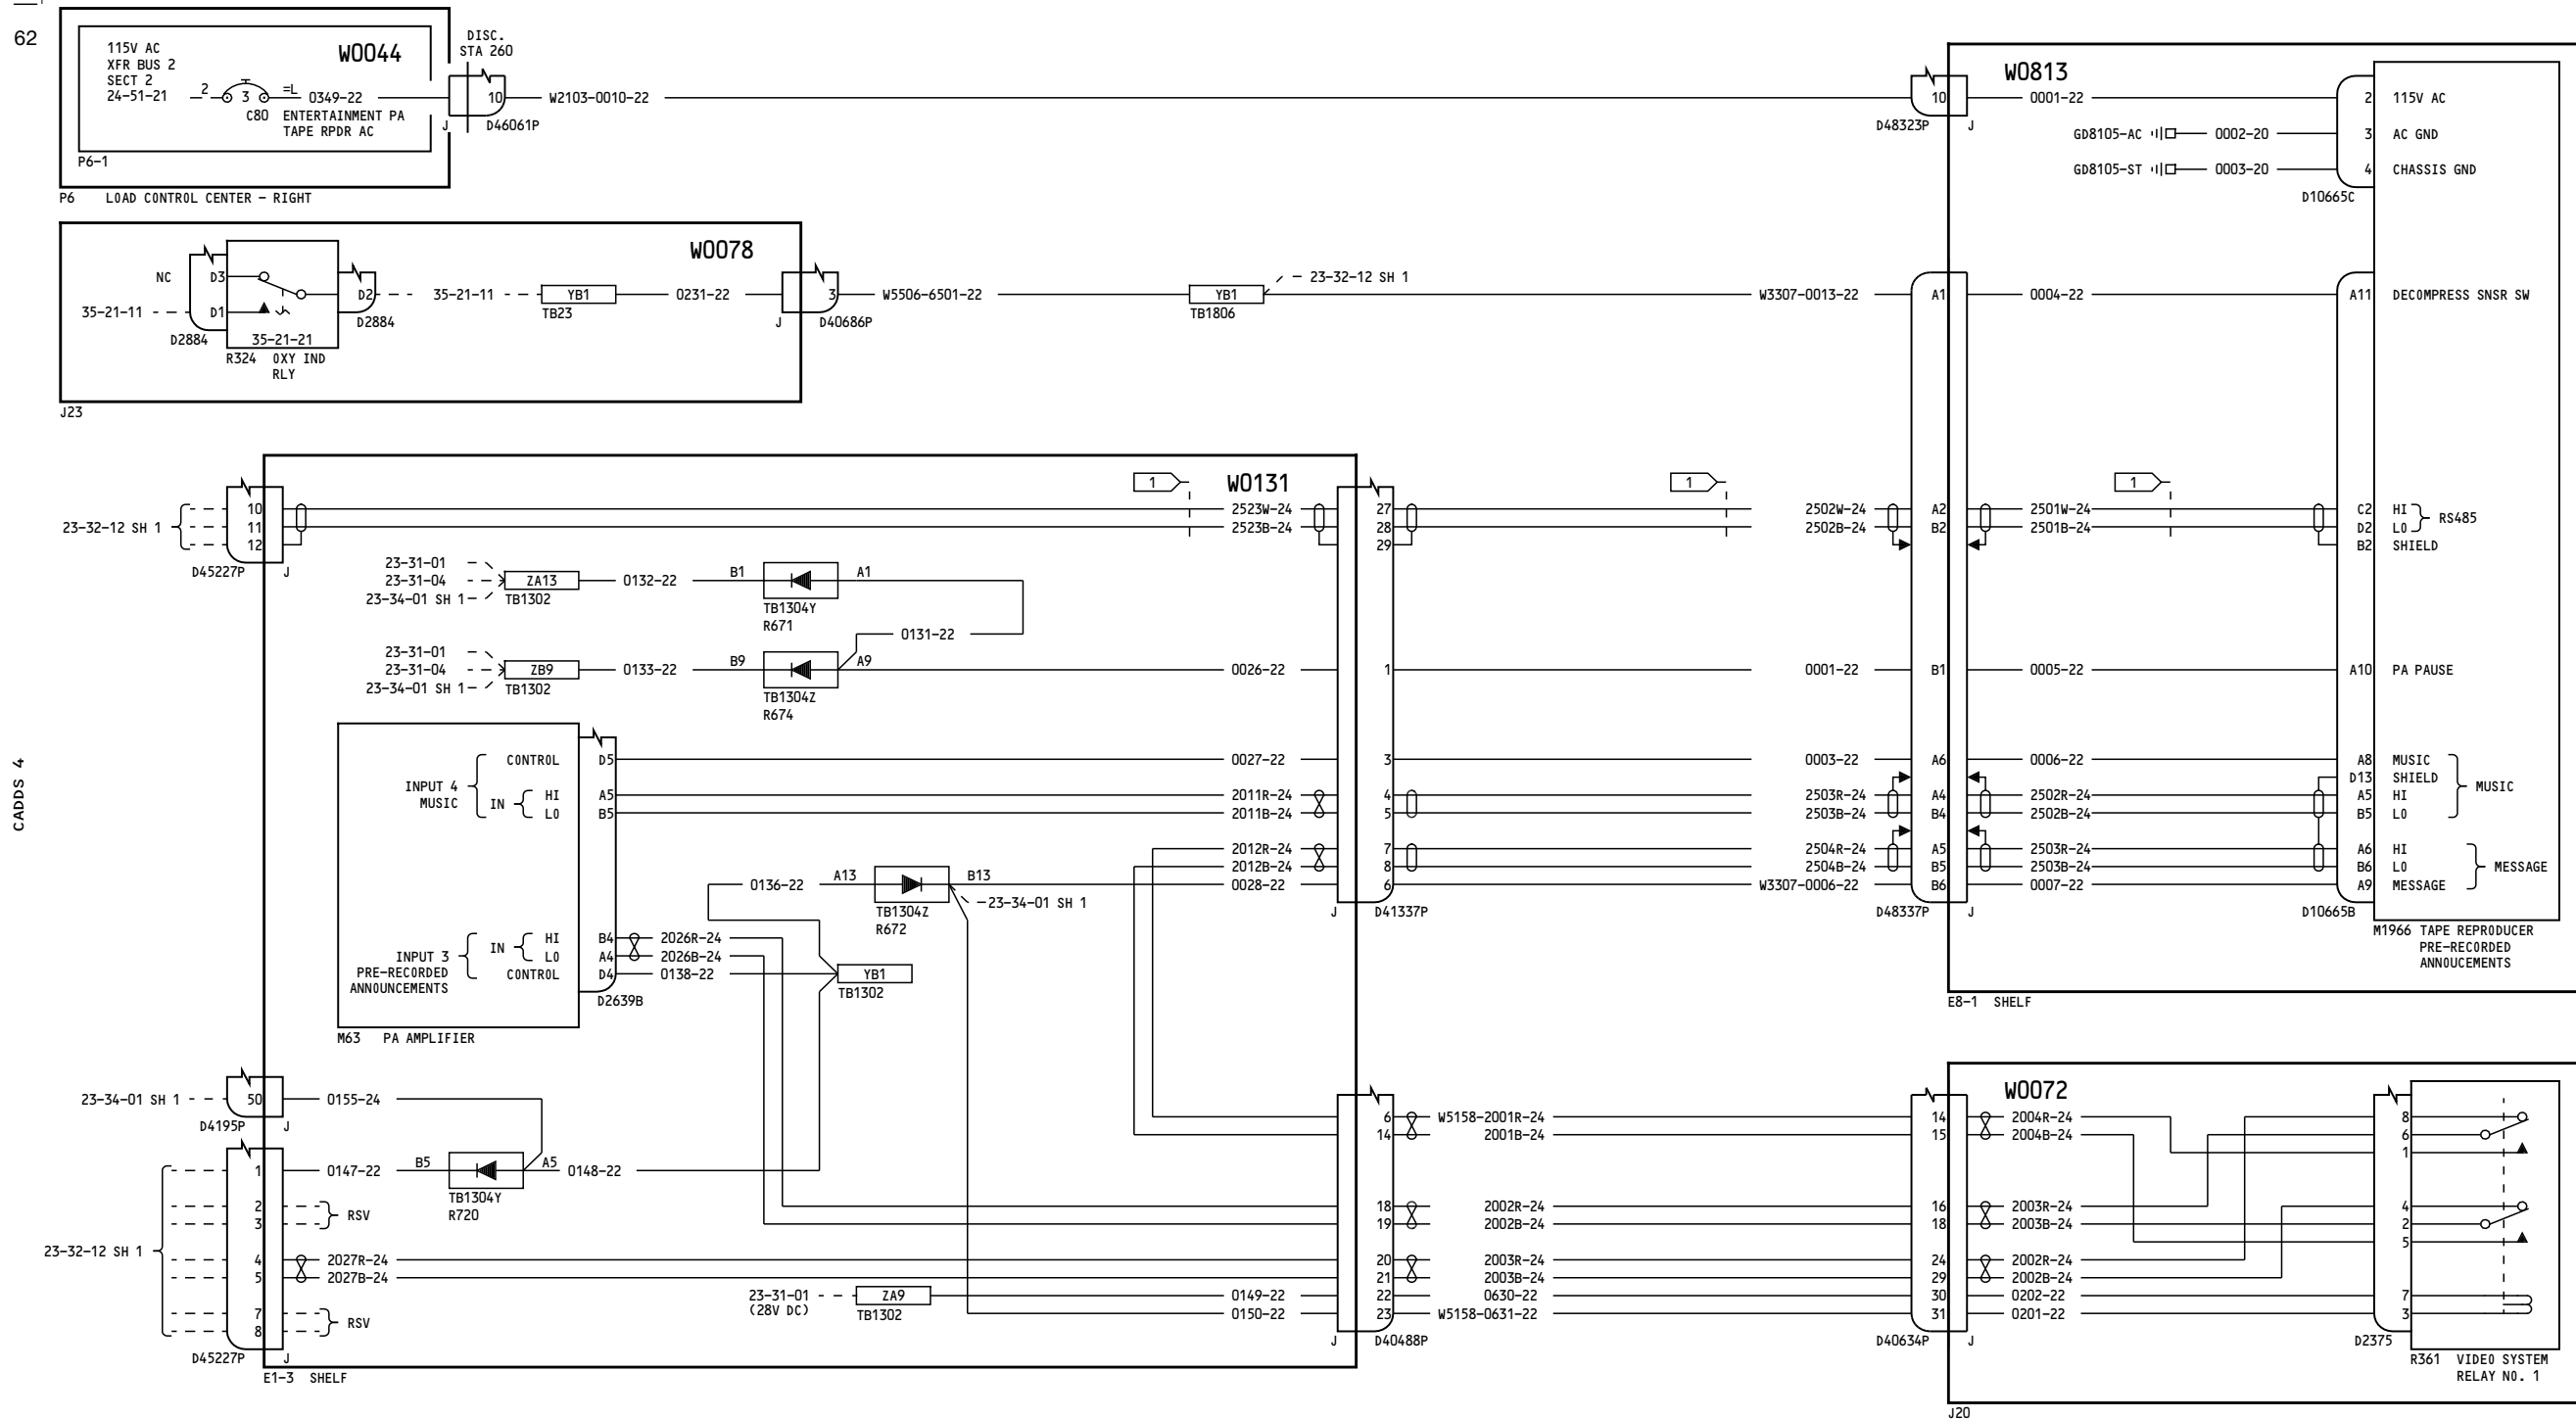 62
CADDS 4
115V AC
XFR BUS 2
SECT 2
24-51-21
W0044
2
3
=L
0349-22
C80
ENTERTAINMENT PA
TAPE RPDR AC
P6-1
P6
LOAD CONTROL CENTER - RIGHT
DISC.
STA 260
10
J
D46061P
W2103-0010-22
10
D48323P
J
W0813
0001-22
2
115V AC
GD8105-AC
0002-20
3
AC GND
GD8105-ST
0003-20
4
CHASSIS GND
D10665C
W0078
NC
D3
D1
35-21-11
D2884
35-21-21
R324
OXY IND
RLY
D2
D2884
35-21-11
YB1
TB23
0231-22
3
J
D40686P
J23
W5506-6501-22
YB1
TB1806
23-32-12 SH 1
W3307-0013-22
A1
0004-22
A11
DECOMPRESS SNSR SW
W0131
23-32-12 SH 1
10
11
12
D45227P
J
1
2523W-24
2523B-24
27
28
29
1
2502W-24
2502B-24
A2
B2
2501W-24
2501B-24
1
C2
HI
D2
LO
RS485
B2
SHIELD
23-31-01
23-31-04
23-34-01 SH 1
ZA13
TB1302
0132-22
B1
A1
TB1304Y
R671
0131-22
23-31-01
23-31-04
23-34-01 SH 1
ZB9
TB1302
0133-22
B9
A9
TB1304Z
R674
0026-22
1
0001-22
B1
0005-22
A10
PA PAUSE
INPUT 4
MUSIC
CONTROL
IN
HI
LO
D5
A5
B5
0027-22
3
0003-22
A6
0006-22
A8
MUSIC
D13
SHIELD
2011R-24
4
2503R-24
A4
2502R-24
A5
HI
MUSIC
2011B-24
5
2503B-24
B4
2502B-24
B5
LO
2012R-24
7
2504R-24
A5
2503R-24
A6
HI
2012B-24
8
2504B-24
B5
2503B-24
B6
LO
MESSAGE
0136-22
A13
B13
0028-22
6
W3307-0006-22
B6
0007-22
A9
MESSAGE
23-34-01 SH 1
TB1304Z
R672
J
D41337P
D48337P
J
D10665B
M1966 TAPE REPRODUCER
PRE-RECORDED
ANNOUCEMENTS
E8-1
SHELF
INPUT 3
PRE-RECORDED
ANNOUNCEMENTS
IN
HI
LO
CONTROL
B4
A4
D4
2026R-24
2026B-24
0138-22
YB1
TB1302
D2639B
M63
PA AMPLIFIER
23-34-01 SH 1
50
0155-24
D4195P
J
23-32-12 SH 1
1
0147-22
B5
A5
0148-22
TB1304Y
R720
2
3
RSV
4
5
2027R-24
2027B-24
7
8
RSV
D45227P
J
E1-3
SHELF
23-31-01
(28V DC)
ZA9
TB1302
0149-22
0150-22
6
14
18
19
20
21
22
23
J
D40488P
W5158-2001R-24
2001B-24
2002R-24
2002B-24
2003R-24
2003B-24
0630-22
W5158-0631-22
14
15
16
18
24
29
30
31
D40634P
J
W0072
2004R-24
2004B-24
2003R-24
2003B-24
2002R-24
2002B-24
0202-22
0201-22
8
6
1
4
2
5
7
3
D2375
R361
VIDEO SYSTEM
RELAY NO. 1
J20